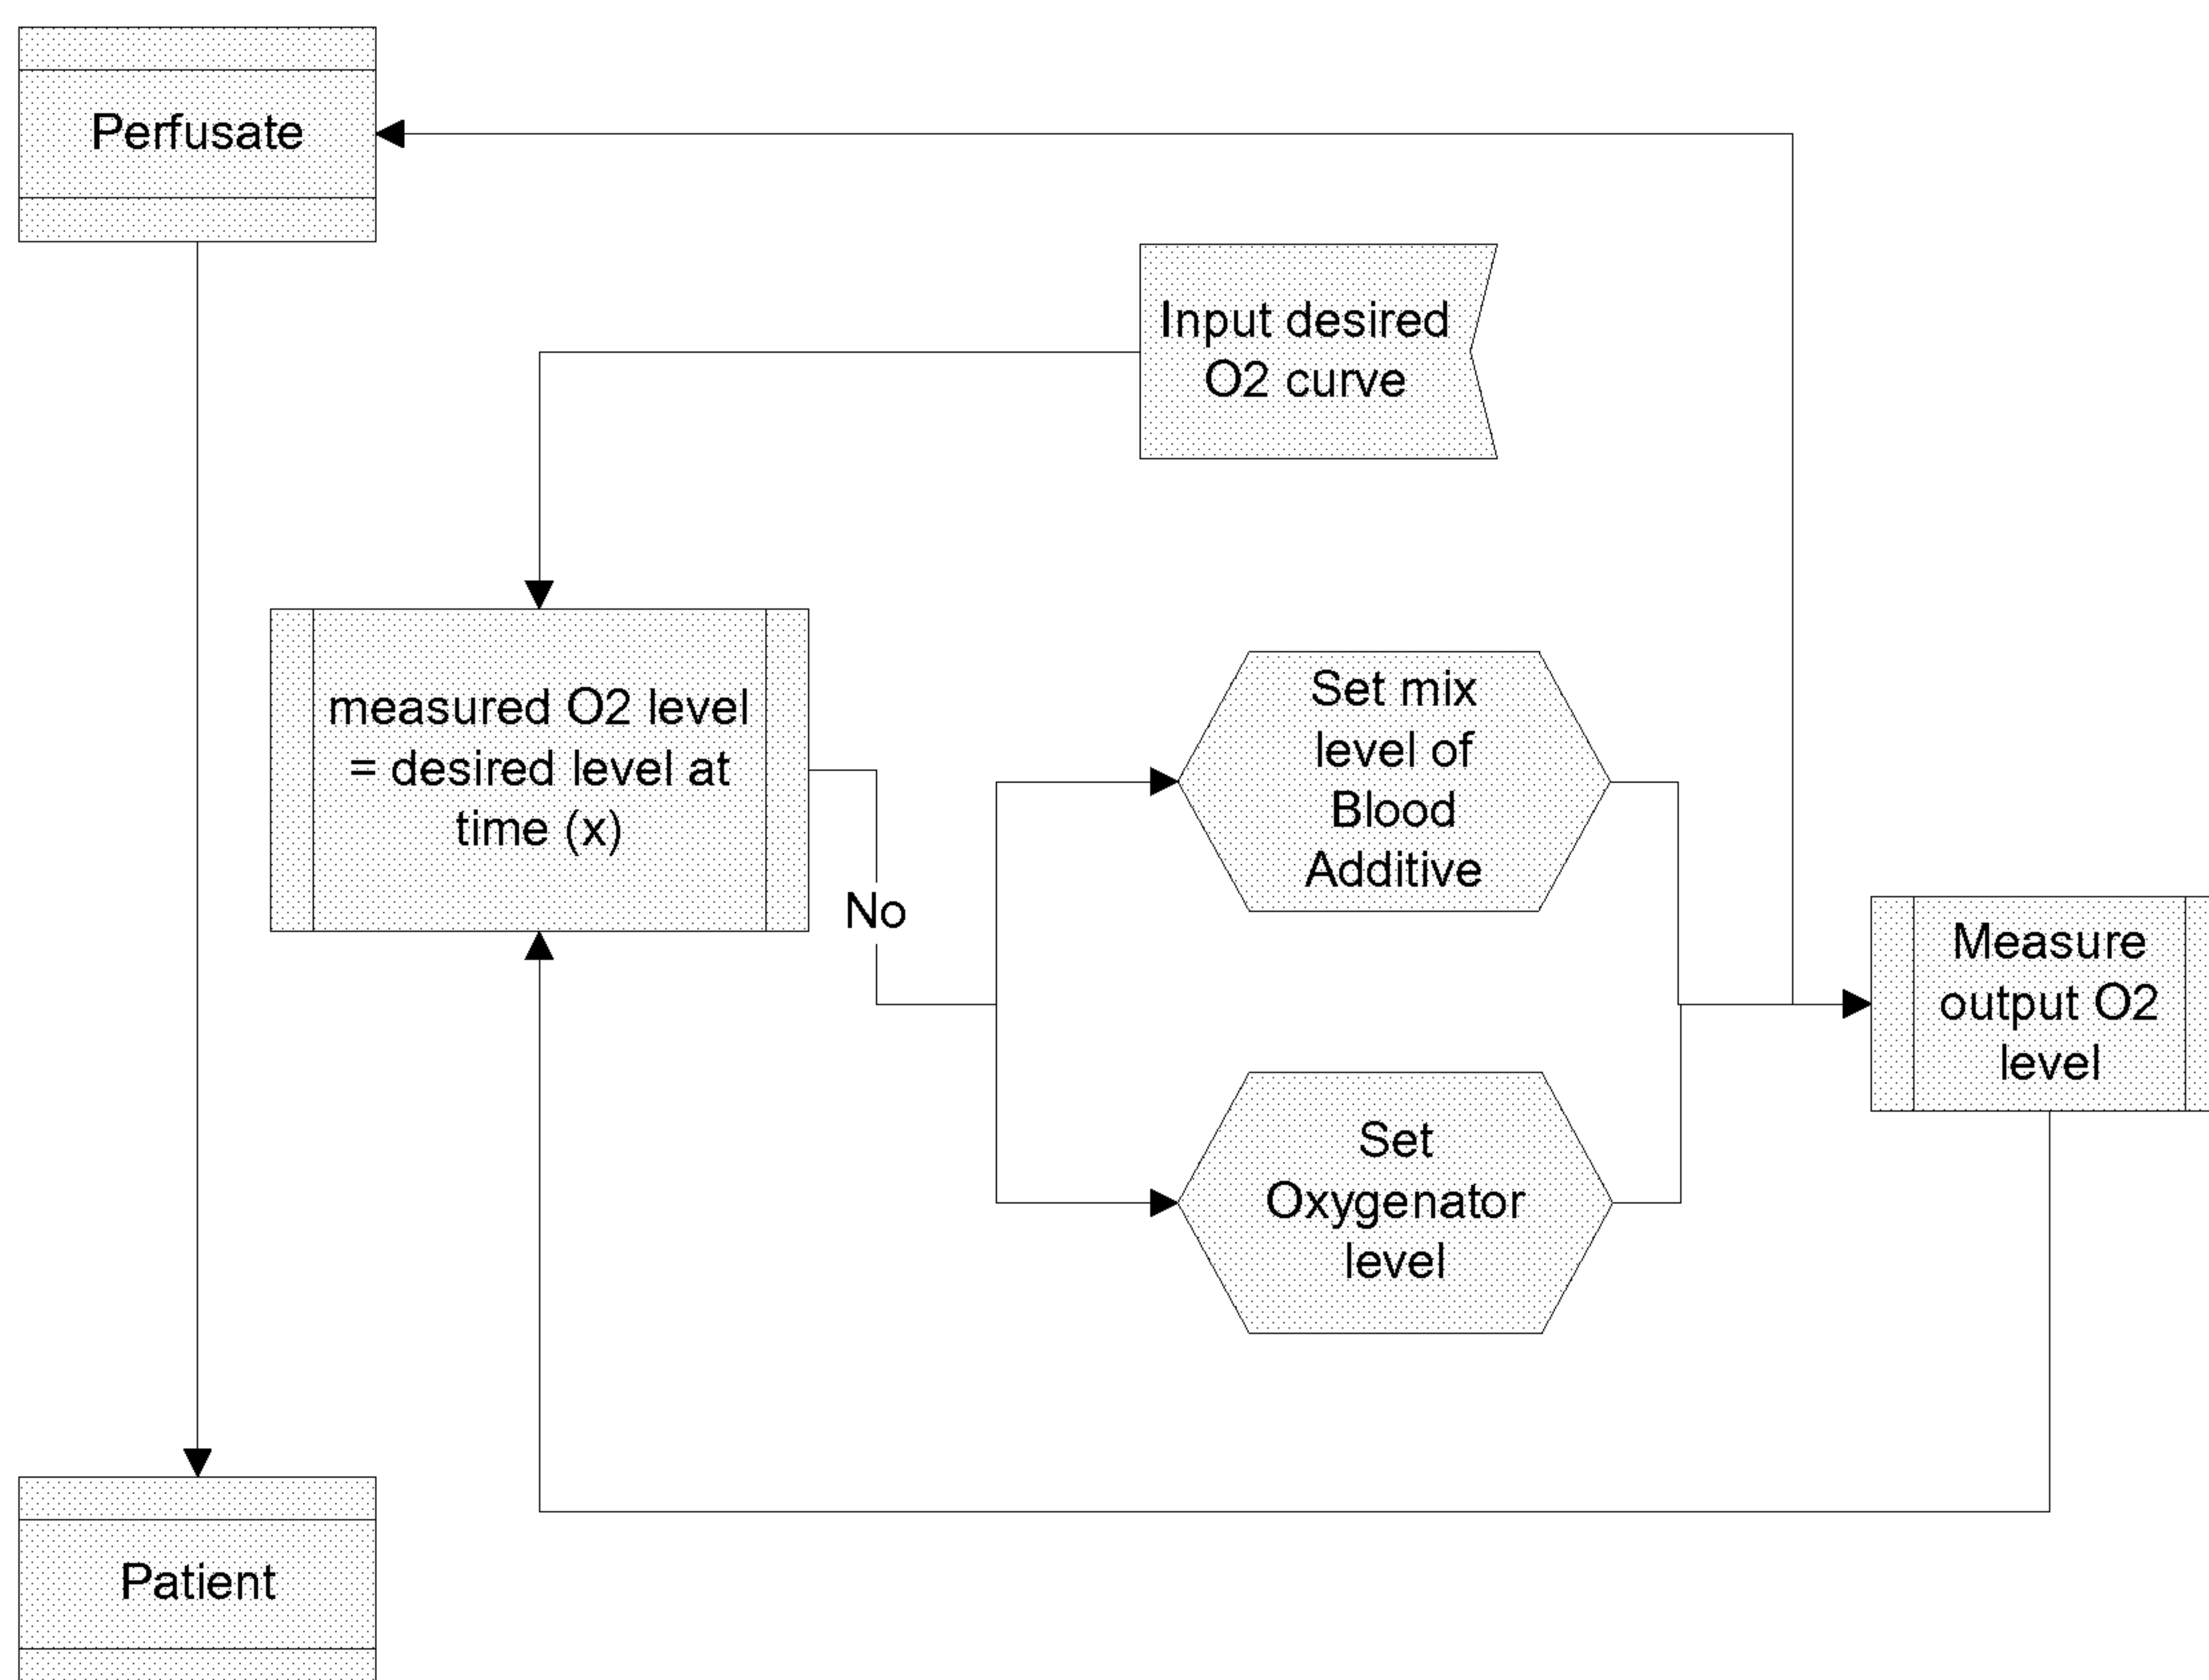 Perfusate
Input desired
O2 curve
measured O2 level
= desired level at
time (x)
No
Set mix
level of
Blood
Additive
Measure
output O2
level
Set
Oxygenator
level
Patient